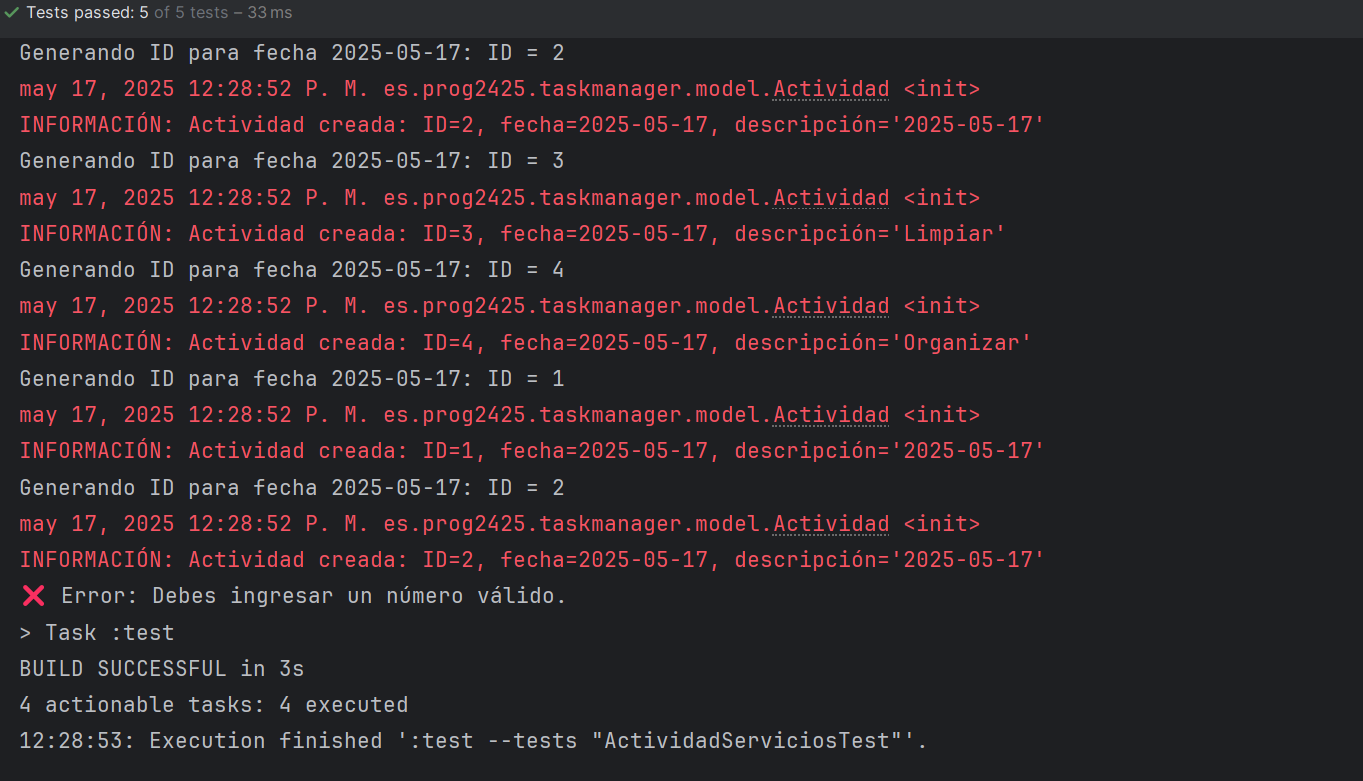 Tests passed: 5 of 5 tests – 33 ms
Generando ID para fecha 2025-05-17: ID = 2
may 17, 2025 12:28:52 P. M. es.prog2425.taskmanager.model.Actividad <init>
INFORMACIÓN: Actividad creada: ID=2, fecha=2025-05-17, descripción='2025-05-17'
Generando ID para fecha 2025-05-17: ID = 3
may 17, 2025 12:28:52 P. M. es.prog2425.taskmanager.model.Actividad <init>
INFORMACIÓN: Actividad creada: ID=3, fecha=2025-05-17, descripción='Limpiar'
Generando ID para fecha 2025-05-17: ID = 4
may 17, 2025 12:28:52 P. M. es.prog2425.taskmanager.model.Actividad <init>
INFORMACIÓN: Actividad creada: ID=4, fecha=2025-05-17, descripción='Organizar'
Generando ID para fecha 2025-05-17: ID = 1
may 17, 2025 12:28:52 P. M. es.prog2425.taskmanager.model.Actividad <init>
INFORMACIÓN: Actividad creada: ID=1, fecha=2025-05-17, descripción='2025-05-17'
Generando ID para fecha 2025-05-17: ID = 2
may 17, 2025 12:28:52 P. M. es.prog2425.taskmanager.model.Actividad <init>
INFORMACIÓN: Actividad creada: ID=2, fecha=2025-05-17, descripción='2025-05-17'
❌ Error: Debes ingresar un número válido.
> Task :test
BUILD SUCCESSFUL in 3s
4 actionable tasks: 4 executed
12:28:53: Execution finished ':test --tests "ActividadServiciosTest"'.